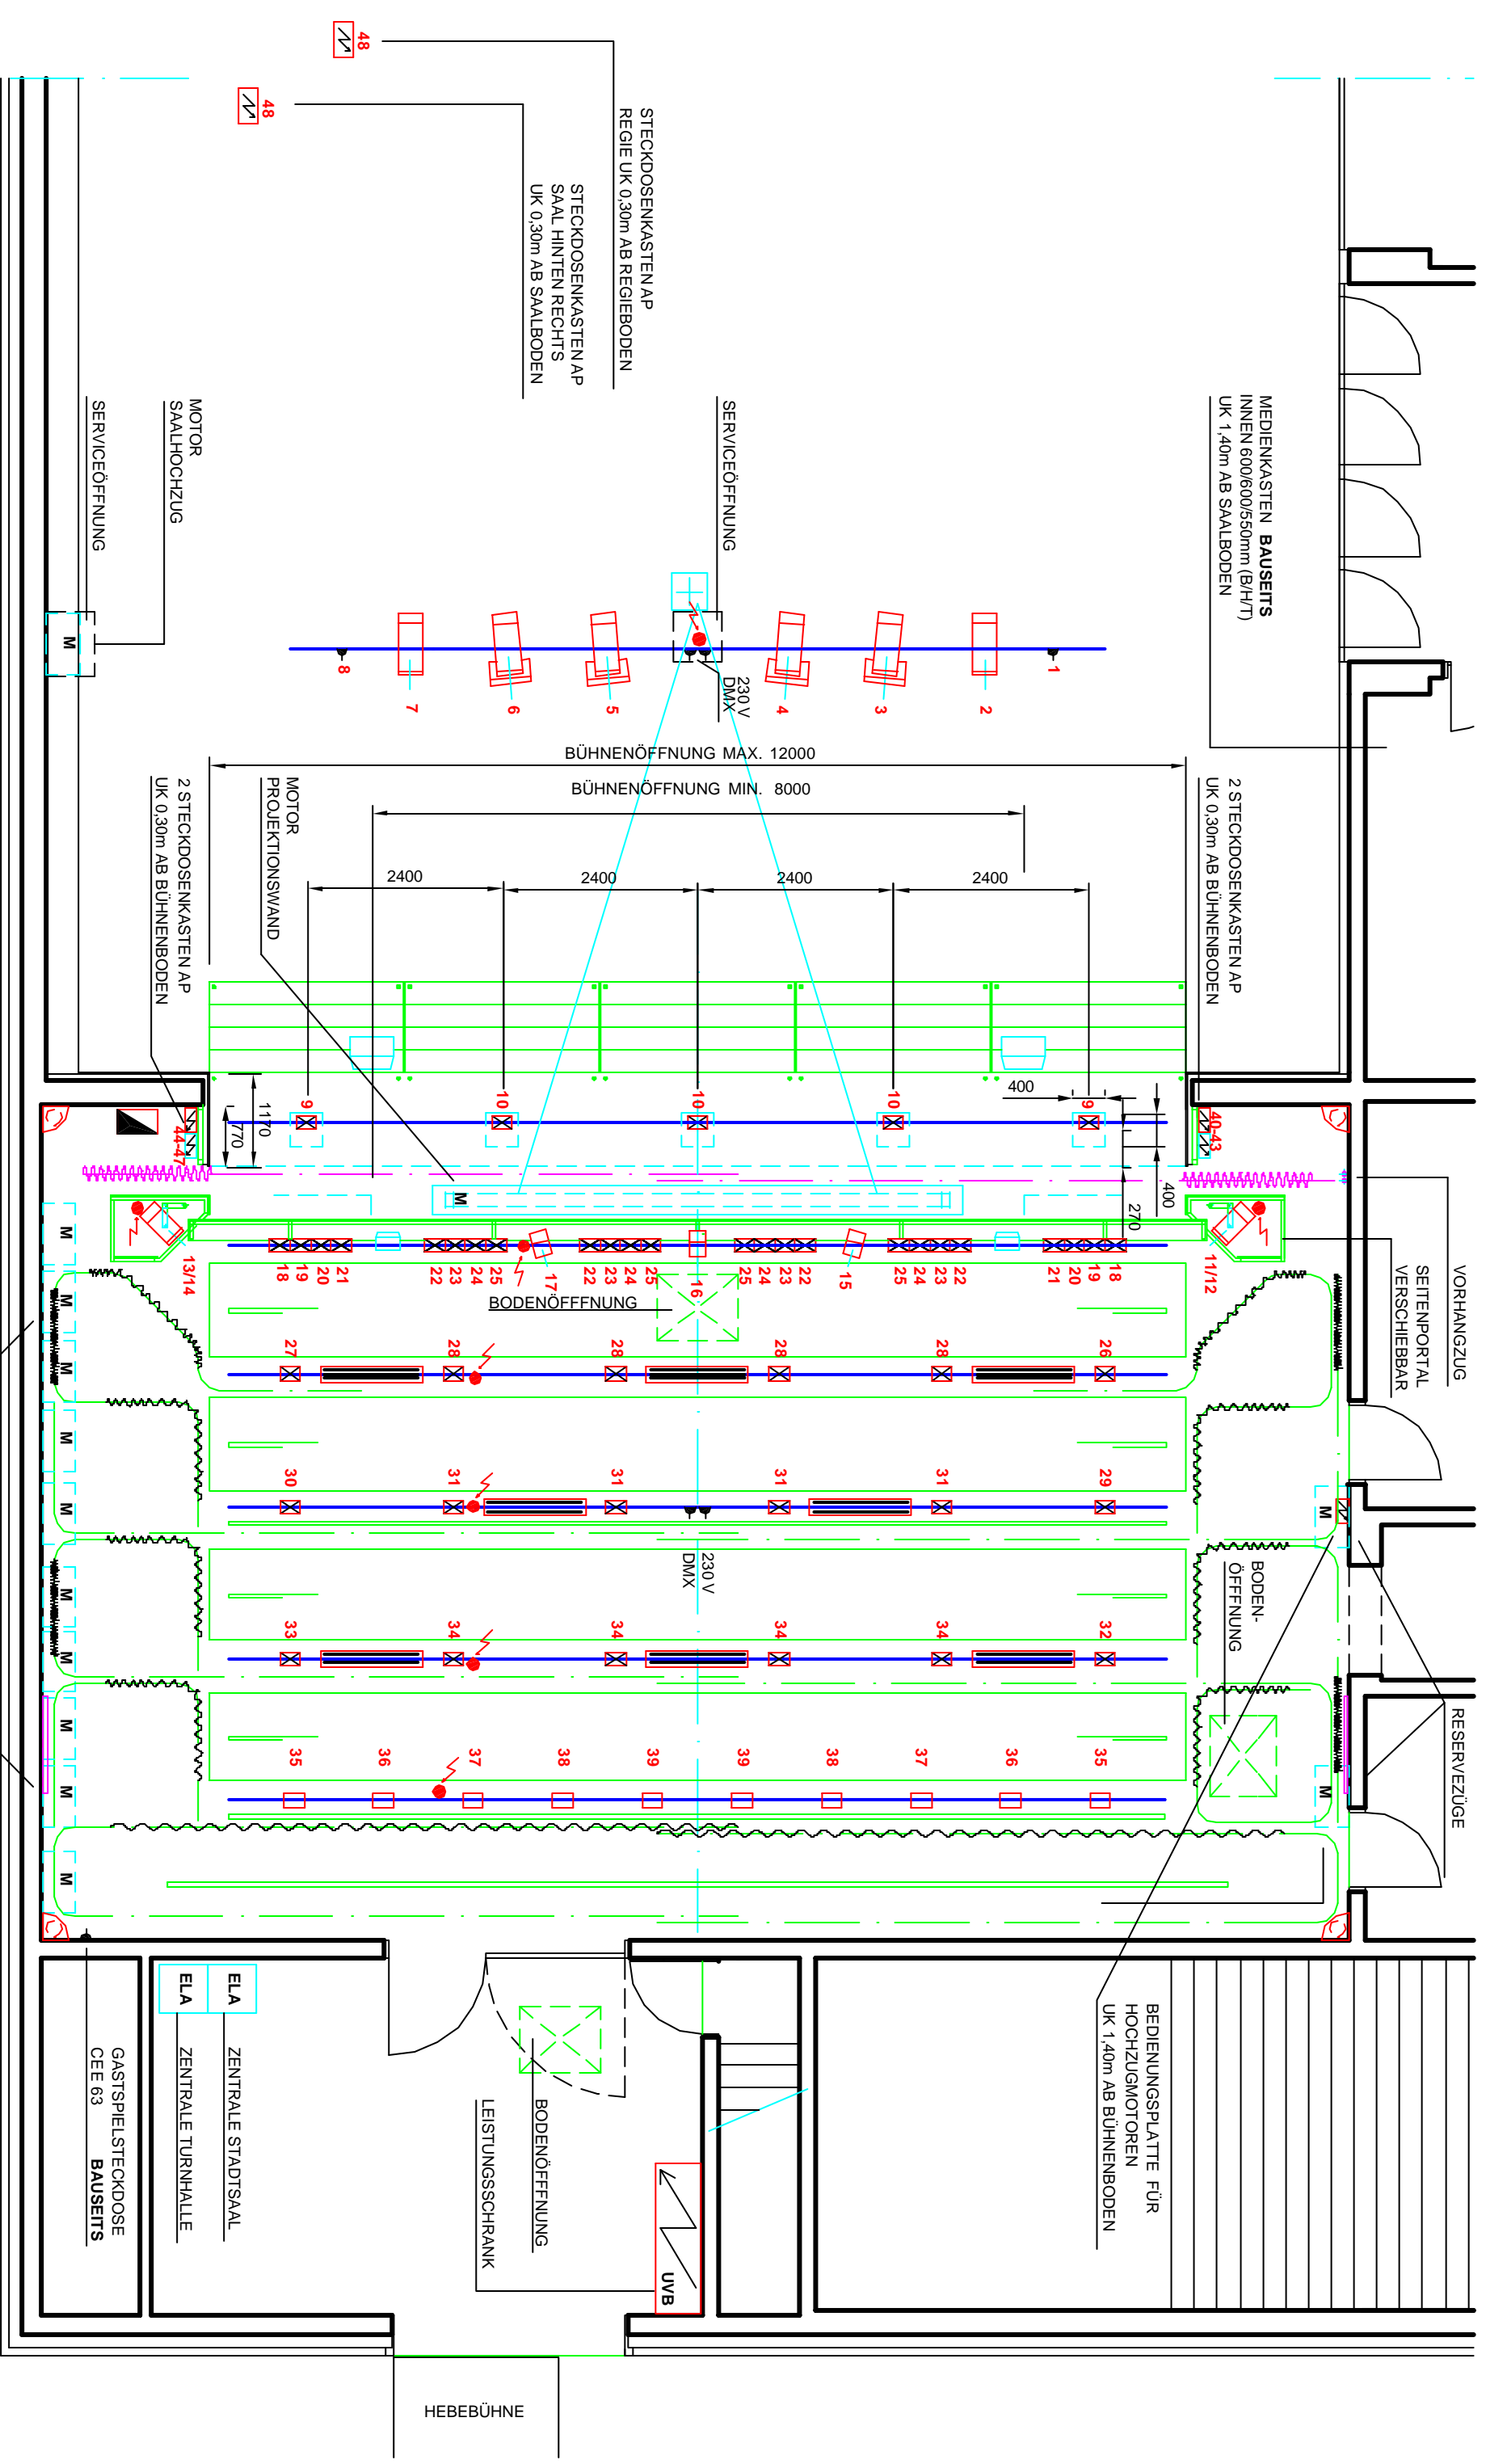 48
48
STECKDOSENKASTEN AP
REGIE UK 0,30m AB REGIEBODEN
STECKDOSENKASTEN AP
SAAL HINTEN RECHTS
UK 0,30m AB SAALBODEN
MEDIENKASTEN BAUSEITS
INNEN 600/600/550mm (B/H/T)
UK 1,40m AB SAALBODEN
SERVICEÖFFNUNG
MOTOR
SAALHOCHZUG
SERVICEÖFFNUNG
M
8
7
6
5
4
3
2
1
230 V
DMX
BÜHNENÖFFNUNG MAX. 12000
BÜHNENÖFFNUNG MIN. 8000
2400
2400
2400
2400
2 STECKDOSENKASTEN AP
UK 0,30m AB BÜHNENBODEN
MOTOR
PROJEKTIONSWAND
2 STECKDOSENKASTEN AP
UK 0,30m AB BÜHNENBODEN
9
10
10
10
9
400
400
270
1170
770
44-47
40-43
M
13/14
11/12
VORHANGZUG
SEITENPORTAL
VERSCHIEBBAR
18
19
20
21
22
23
24
25
17
22
23
24
25
16
25
24
23
22
15
25
24
23
22
21
20
19
18
BODENÖFFFNUNG
M
M
M
M
M
M
M
M
M
M
27
28
28
28
28
26
30
31
31
31
31
29
230 V
DMX
M
BODEN-
ÖFFFNUNG
33
34
34
34
34
32
RESERVEZÜGE
M
35
36
37
38
39
39
38
37
36
35
BEDIENUNGSPLATTE FÜR
HOCHZUGMOTOREN
UK 1,40m AB BÜHNENBODEN
ELA
ELA
ZENTRALE STADTSAAL
ZENTRALE TURNHALLE
GASTSPIELSTECKDOSE
CEE 63 BAUSEITS
BODENÖFFFNUNG
LEISTUNGSSCHRANK
UVB
HEBEBÜHNE